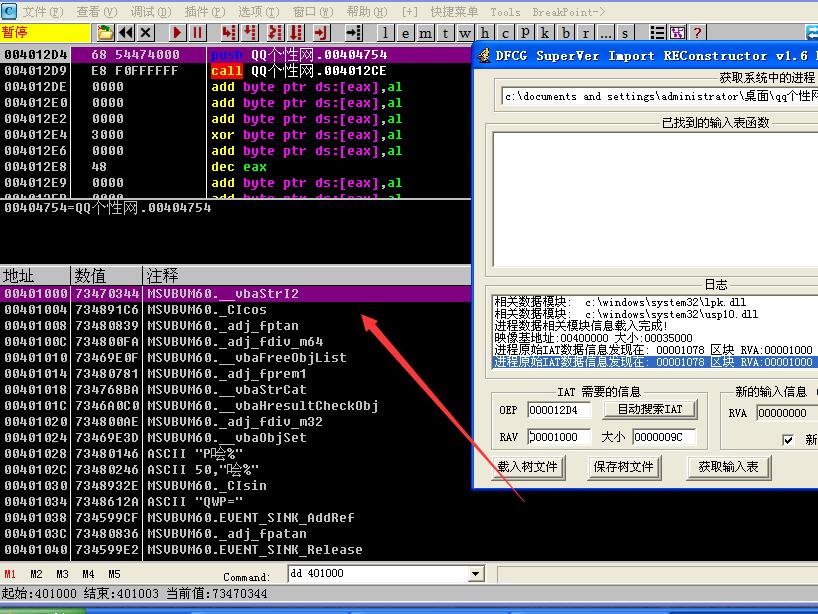 文件(F) 查看(V) 调试(D) 插件(P) 选项(T) 窗口(W) 帮助(H) [+] 快捷菜单 Tools BreakPoint->
暂停 l e m t w h c p k b r ... s ?
004012D4 68 54474000 push QQ个性网.00404754
004012D9 E8 F0FFFFFF call QQ个性网.004012CE
004012DE 0000 add byte ptr ds:[eax],al
004012E0 0000 add byte ptr ds:[eax],al
004012E2 0000 add byte ptr ds:[eax],al
004012E4 3000 xor byte ptr ds:[eax],al
004012E6 0000 add byte ptr ds:[eax],al
004012E8 48 dec eax
004012E9 0000 add byte ptr ds:[eax],al
00404754=QQ个性网.00404754
地址 数值 注释
00401000 73470344 MSVBVM60.__vbaStrI2
00401004 734891C6 MSVBVM60._CIcos
00401008 73480839 MSVBVM60._adj_fptan
0040100C 734800FA MSVBVM60._adj_fdiv_m64
00401010 73469E0F MSVBVM60.__vbaFreeObjList
00401014 73480781 MSVBVM60._adj_fprem1
00401018 734768BA MSVBVM60.__vbaStrCat
0040101C 7346A0C0 MSVBVM60.__vbaHresultCheckObj
00401020 734800AE MSVBVM60._adj_fdiv_m32
00401024 73469E3D MSVBVM60.__vbaObjSet
00401028 73480146 ASCII "P哙%"
0040102C 73480246 ASCII 50,"哙%"
00401030 7348932E MSVBVM60._CIsin
00401034 7348612A ASCII "QWP="
00401038 734599CF MSVBVM60.EVENT_SINK_AddRef
0040103C 73480836 MSVBVM60._adj_fpatan
00401040 734599E2 MSVBVM60.EVENT_SINK_Release
M1 M2 M3 M4 M5 Command: dd 401000
起始:401000 结束:401003 当前值:73470344
DFCG SuperVer Import REConstructor v1.6
获取系统中的进程
c:\documents and settings\administrator\桌面\qq个性网
已找到的输入表函数
日志
相关数据模块: c:\windows\system32\lpk.dll
相关数据模块: c:\windows\system32\usp10.dll
进程数据相关模块信息载入完成!
映像基地址:00400000 大小:00035000
进程原始IAT数据信息发现在: 00001078 区块 RVA:00001000
进程原始IAT数据信息发现在: 00001078 区块 RVA:00001000
IAT 需要的信息 新的输入信息
OEP 000012D4 自动搜索IAT RVA 00000000
RAV 00001000 大小 0000009C 新
载入树文件 保存树文件 获取输入表